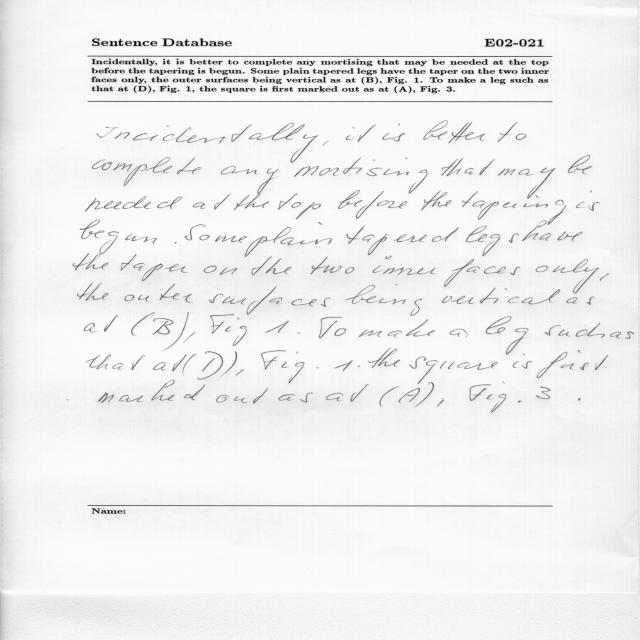 Sentence Database E02-021
Incidentally, it is better to complete any mortising that may be needed at the top
before the tapering is begun. Some plain tapered legs have the taper on the two inner
faces only, the outer surfaces being vertical as at (B), Fig. 1. To make a leg such as
that at (D), Fig. 1, the square is first marked out as at (A), Fig. 3.
Incidentally, it is better to
complete any mortising that may be
needed at the top before the tapering is
begun. Some plain tapered legs have
the taper on the two inner faces only,
the outer surfaces being vertical as
at (B), Fig 1. To make a leg such as
that at (D), Fig. 1. the square is first
marked out as at (A), Fig. 3.
Name: